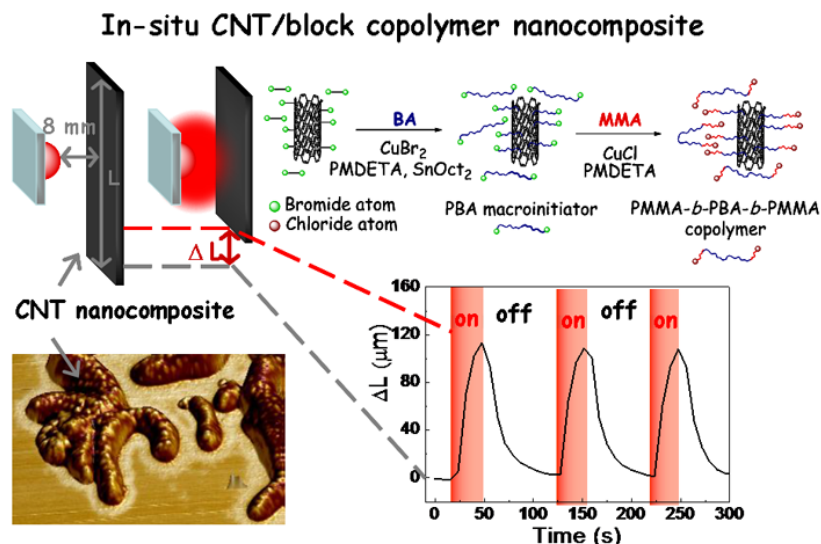 In-situ CNT/block copolymer nanocomposite
8 mm
L
Δ L
CNT nanocomposite
BA
CuBr2
PMDETA, SnOct2
MMA
CuCl
PMDETA
Bromide atom
Chloride atom
PBA macroinitiator
PMMA-b-PBA-b-PMMA
copolymer
ΔL (μm)
160
120
80
40
0
on
off
on
off
on
0
50
100
150
200
250
300
Time (s)